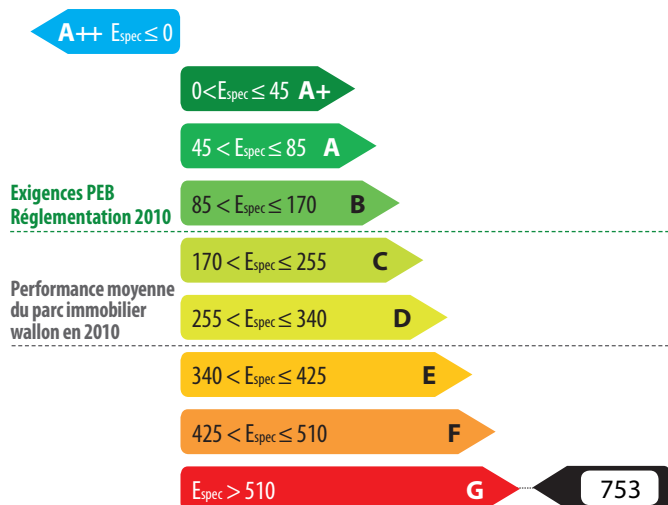 A++ Espec ≤ 0
0<Espec ≤ 45 A+
45 < Espec ≤ 85 A
Exigences PEB
Réglementation 2010
85 < Espec ≤ 170 B
170 < Espec ≤ 255 C
Performance moyenne
du parc immobilier
wallon en 2010
255 < Espec ≤ 340 D
340 < Espec ≤ 425 E
425 < Espec ≤ 510 F
Espec > 510 G 753